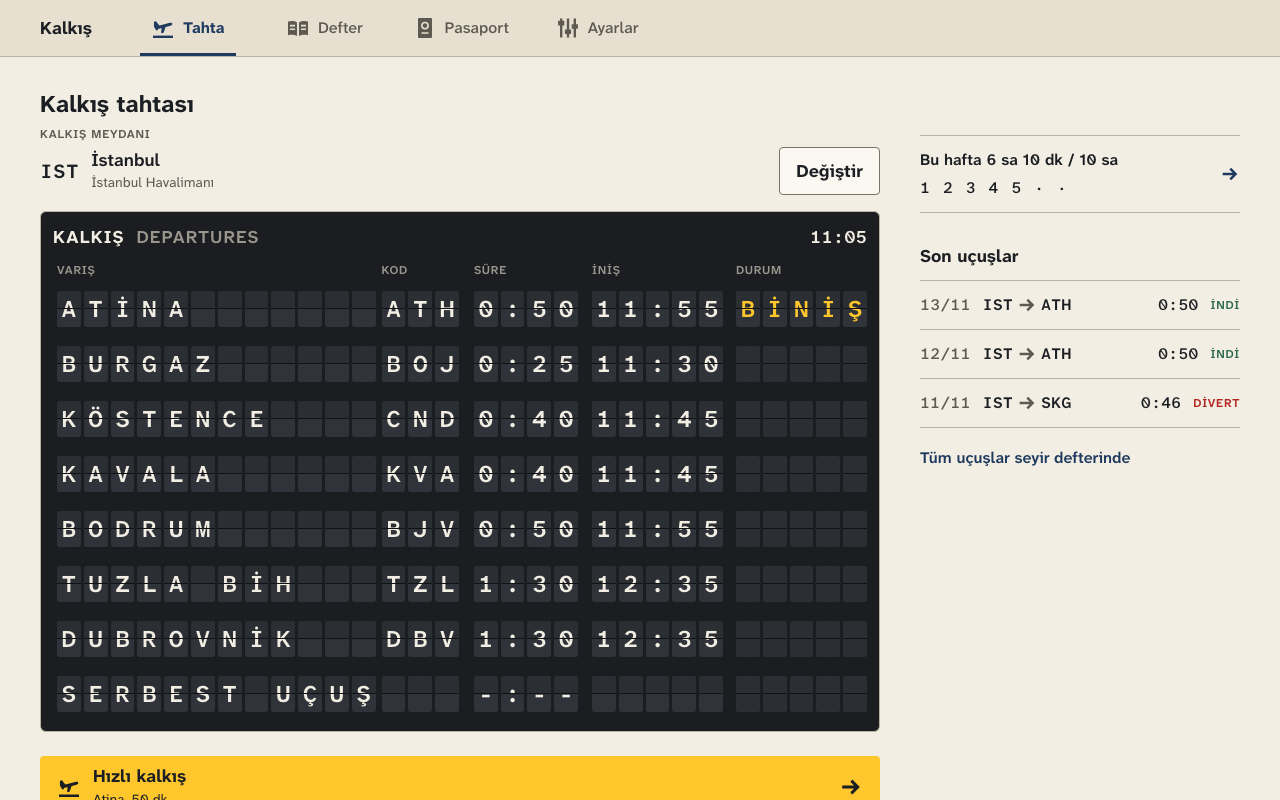 Kalkış
Tahta
Defter
Pasaport
Ayarlar
Kalkış tahtası
KALKIŞ MEYDANI
IST
İstanbul
İstanbul Havalimanı
Değiştir
KALKIŞ DEPARTURES 11:05
VARIŞ KOD SÜRE İNİŞ DURUM
ATİNA ATH 0:50 11:55 BİNİŞ
BURGAZ BOJ 0:25 11:30
KÖSTENCE CND 0:40 11:45
KAVALA KVA 0:40 11:45
BODRUM BJV 0:50 11:55
TUZLA BİH TZL 1:30 12:35
DUBROVNİK DBV 1:30 12:35
SERBEST UÇUŞ -:--
Hızlı kalkış
Atina, 50 dk
Bu hafta 6 sa 10 dk / 10 sa
1 2 3 4 5 · ·
Son uçuşlar
13/11 IST → ATH 0:50 İNDİ
12/11 IST → ATH 0:50 İNDİ
11/11 IST → SKG 0:46 DİVERT
Tüm uçuşlar seyir defterinde